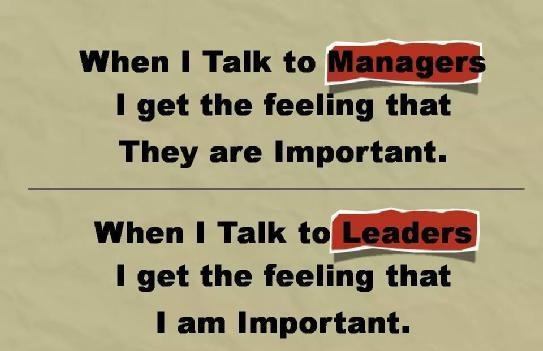 When I Talk to Managers
I get the feeling that
They are Important.
When I Talk to Leaders
I get the feeling that
I am Important.